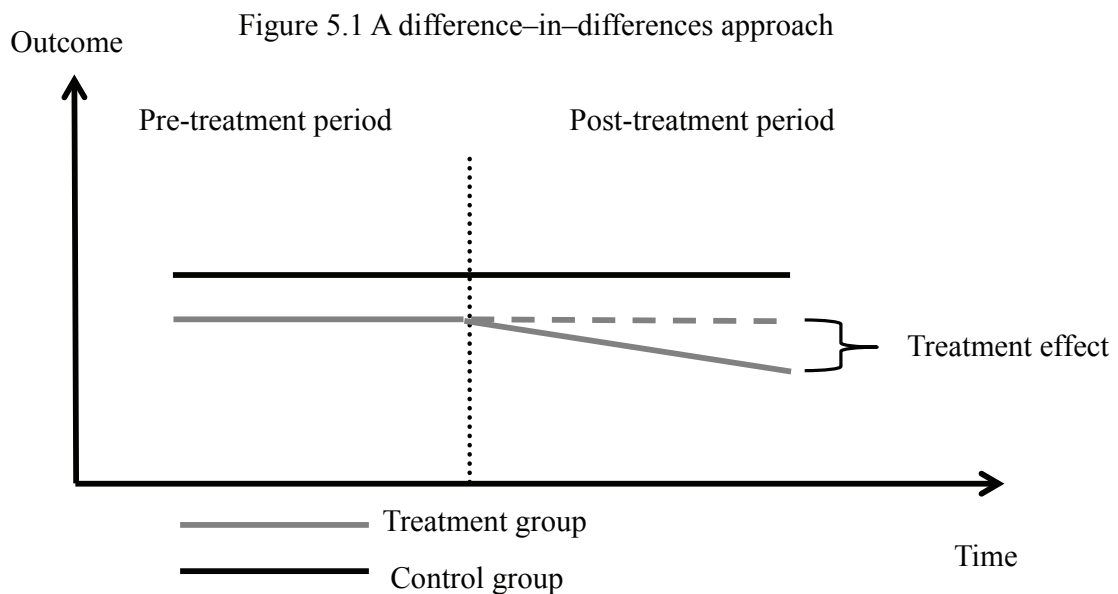 Figure 5.1 A difference–in–differences approach
Outcome
Pre-treatment period
Post-treatment period
Treatment effect
Treatment group
Time
Control group